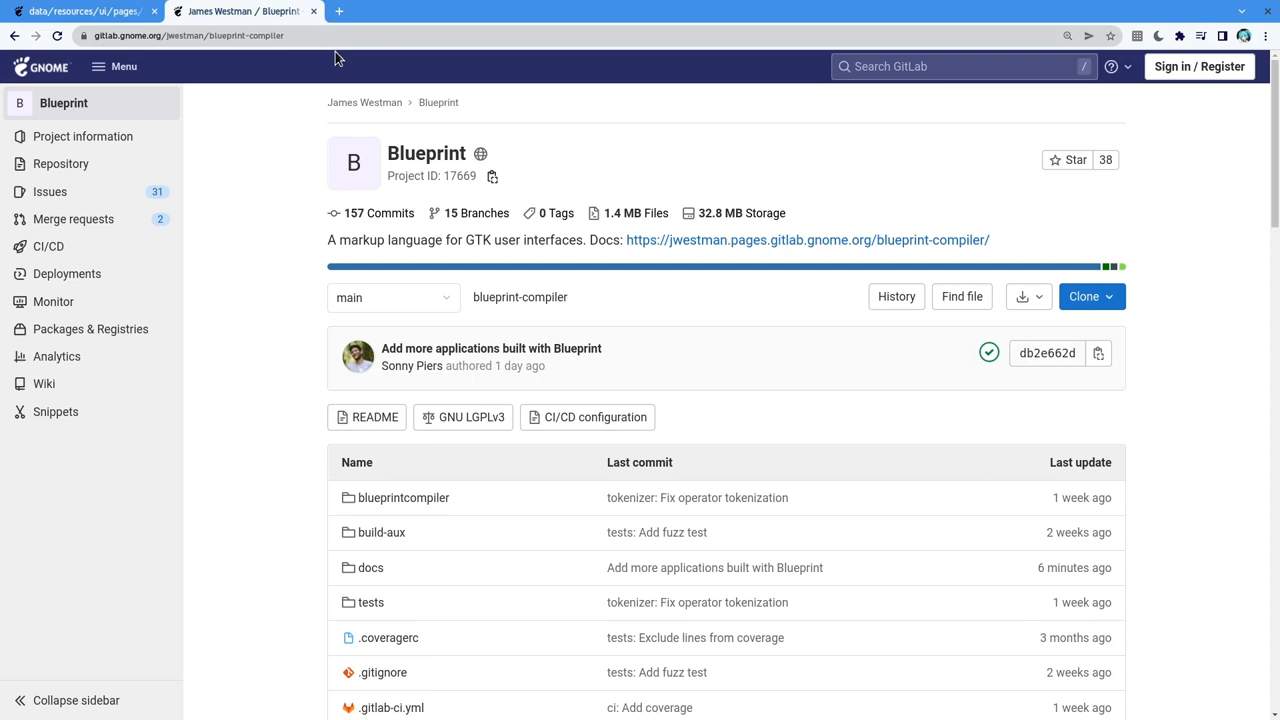 data/resources/ui/pages/
James Westman / Blueprint
gitlab.gnome.org/jwestman/blueprint-compiler
GNOME
Menu
Search GitLab
/
Sign in / Register
B
Blueprint
Project information
Repository
Issues
31
Merge requests
2
CI/CD
Deployments
Monitor
Packages & Registries
Analytics
Wiki
Snippets
Collapse sidebar
James Westman > Blueprint
B
Blueprint
Project ID: 17669
Star
38
157 Commits
15 Branches
0 Tags
1.4 MB Files
32.8 MB Storage
A markup language for GTK user interfaces. Docs: https://jwestman.pages.gitlab.gnome.org/blueprint-compiler/
main
blueprint-compiler
History
Find file
Clone
Add more applications built with Blueprint
Sonny Piers authored 1 day ago
db2e662d
README
GNU LGPLv3
CI/CD configuration
Name Last commit Last update
blueprintcompiler tokenizer: Fix operator tokenization 1 week ago
build-aux tests: Add fuzz test 2 weeks ago
docs Add more applications built with Blueprint 6 minutes ago
tests tokenizer: Fix operator tokenization 1 week ago
.coveragerc tests: Exclude lines from coverage 3 months ago
.gitignore tests: Add fuzz test 2 weeks ago
.gitlab-ci.yml ci: Add coverage 1 week ago